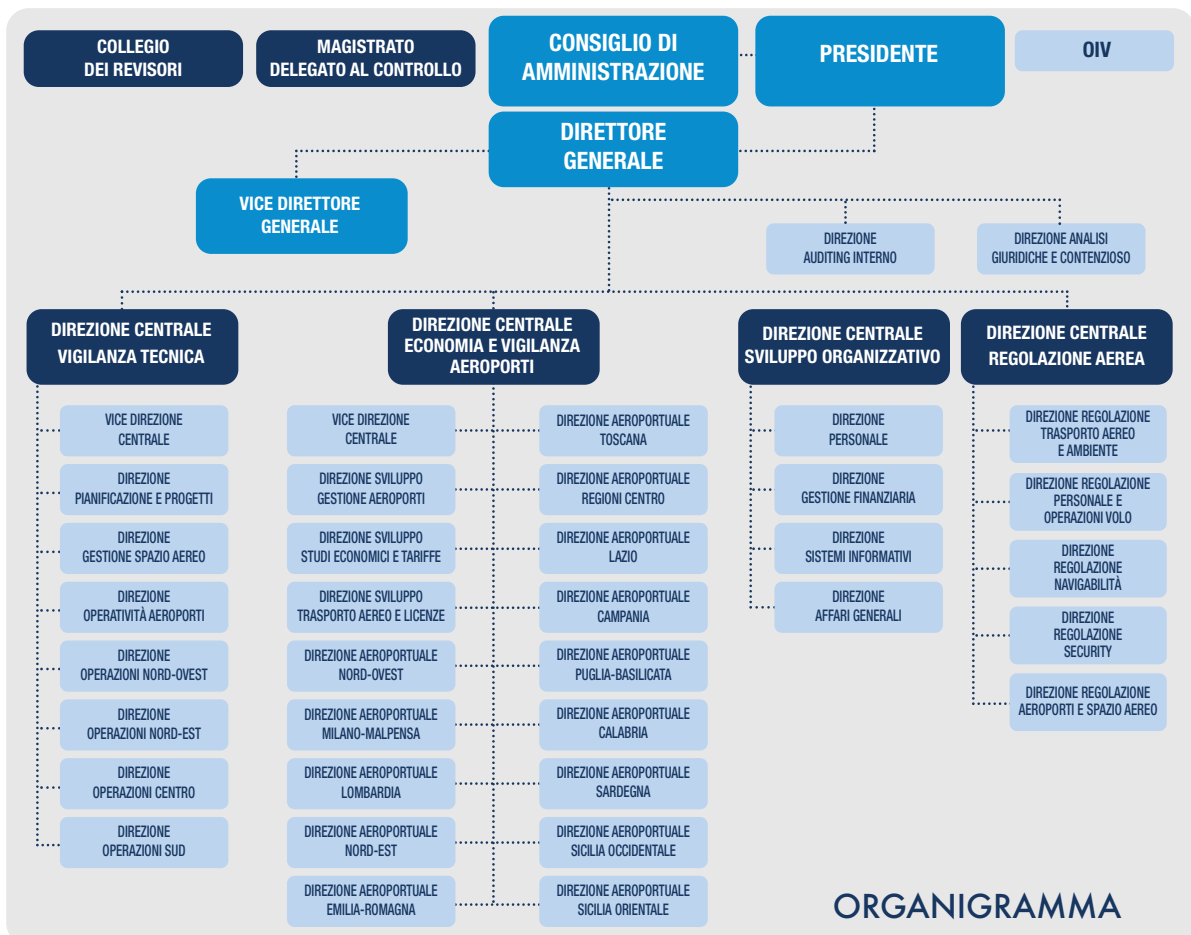 COLLEGIO
DEI REVISORI
MAGISTRATO
DELEGATO AL CONTROLLO
CONSIGLIO DI
AMMINISTRAZIONE
PRESIDENTE
OIV
DIRETTORE
GENERALE
VICE DIRETTORE
GENERALE
DIREZIONE
AUDITING INTERNO
DIREZIONE ANALISI
GIURIDICHE E CONTENZIOSO
DIREZIONE CENTRALE
VIGILANZA TECNICA
VICE DIREZIONE
CENTRALE
DIREZIONE
PIANIFICAZIONE E PROGETTI
DIREZIONE
GESTIONE SPAZIO AEREO
DIREZIONE
OPERATIVITÀ AEROPORTI
DIREZIONE
OPERAZIONI NORD-OVEST
DIREZIONE
OPERAZIONI NORD-EST
DIREZIONE
OPERAZIONI CENTRO
DIREZIONE
OPERAZIONI SUD
DIREZIONE CENTRALE
ECONOMIA E VIGILANZA
AEROPORTI
VICE DIREZIONE
CENTRALE
DIREZIONE SVILUPPO
GESTIONE AEROPORTI
DIREZIONE SVILUPPO
STUDI ECONOMICI E TARIFFE
DIREZIONE SVILUPPO
TRASPORTO AEREO E LICENZE
DIREZIONE AEROPORTUALE
NORD-OVEST
DIREZIONE AEROPORTUALE
MILANO-MALPENSA
DIREZIONE AEROPORTUALE
LOMBARDIA
DIREZIONE AEROPORTUALE
NORD-EST
DIREZIONE AEROPORTUALE
EMILIA-ROMAGNA
DIREZIONE AEROPORTUALE
TOSCANA
DIREZIONE AEROPORTUALE
REGIONI CENTRO
DIREZIONE AEROPORTUALE
LAZIO
DIREZIONE AEROPORTUALE
CAMPANIA
DIREZIONE AEROPORTUALE
PUGLIA-BASILICATA
DIREZIONE AEROPORTUALE
CALABRIA
DIREZIONE AEROPORTUALE
SARDEGNA
DIREZIONE AEROPORTUALE
SICILIA OCCIDENTALE
DIREZIONE AEROPORTUALE
SICILIA ORIENTALE
DIREZIONE CENTRALE
SVILUPPO ORGANIZZATIVO
DIREZIONE
PERSONALE
DIREZIONE
GESTIONE FINANZIARIA
DIREZIONE
SISTEMI INFORMATIVI
DIREZIONE
AFFARI GENERALI
DIREZIONE CENTRALE
REGOLAZIONE AEREA
DIREZIONE REGOLAZIONE
TRASPORTO AEREO
E AMBIENTE
DIREZIONE REGOLAZIONE
PERSONALE E
OPERAZIONI VOLO
DIREZIONE
REGOLAZIONE
NAVIGABILITÀ
DIREZIONE
REGOLAZIONE
SECURITY
DIREZIONE REGOLAZIONE
AEROPORTI E SPAZIO AEREO
ORGANIGRAMMA